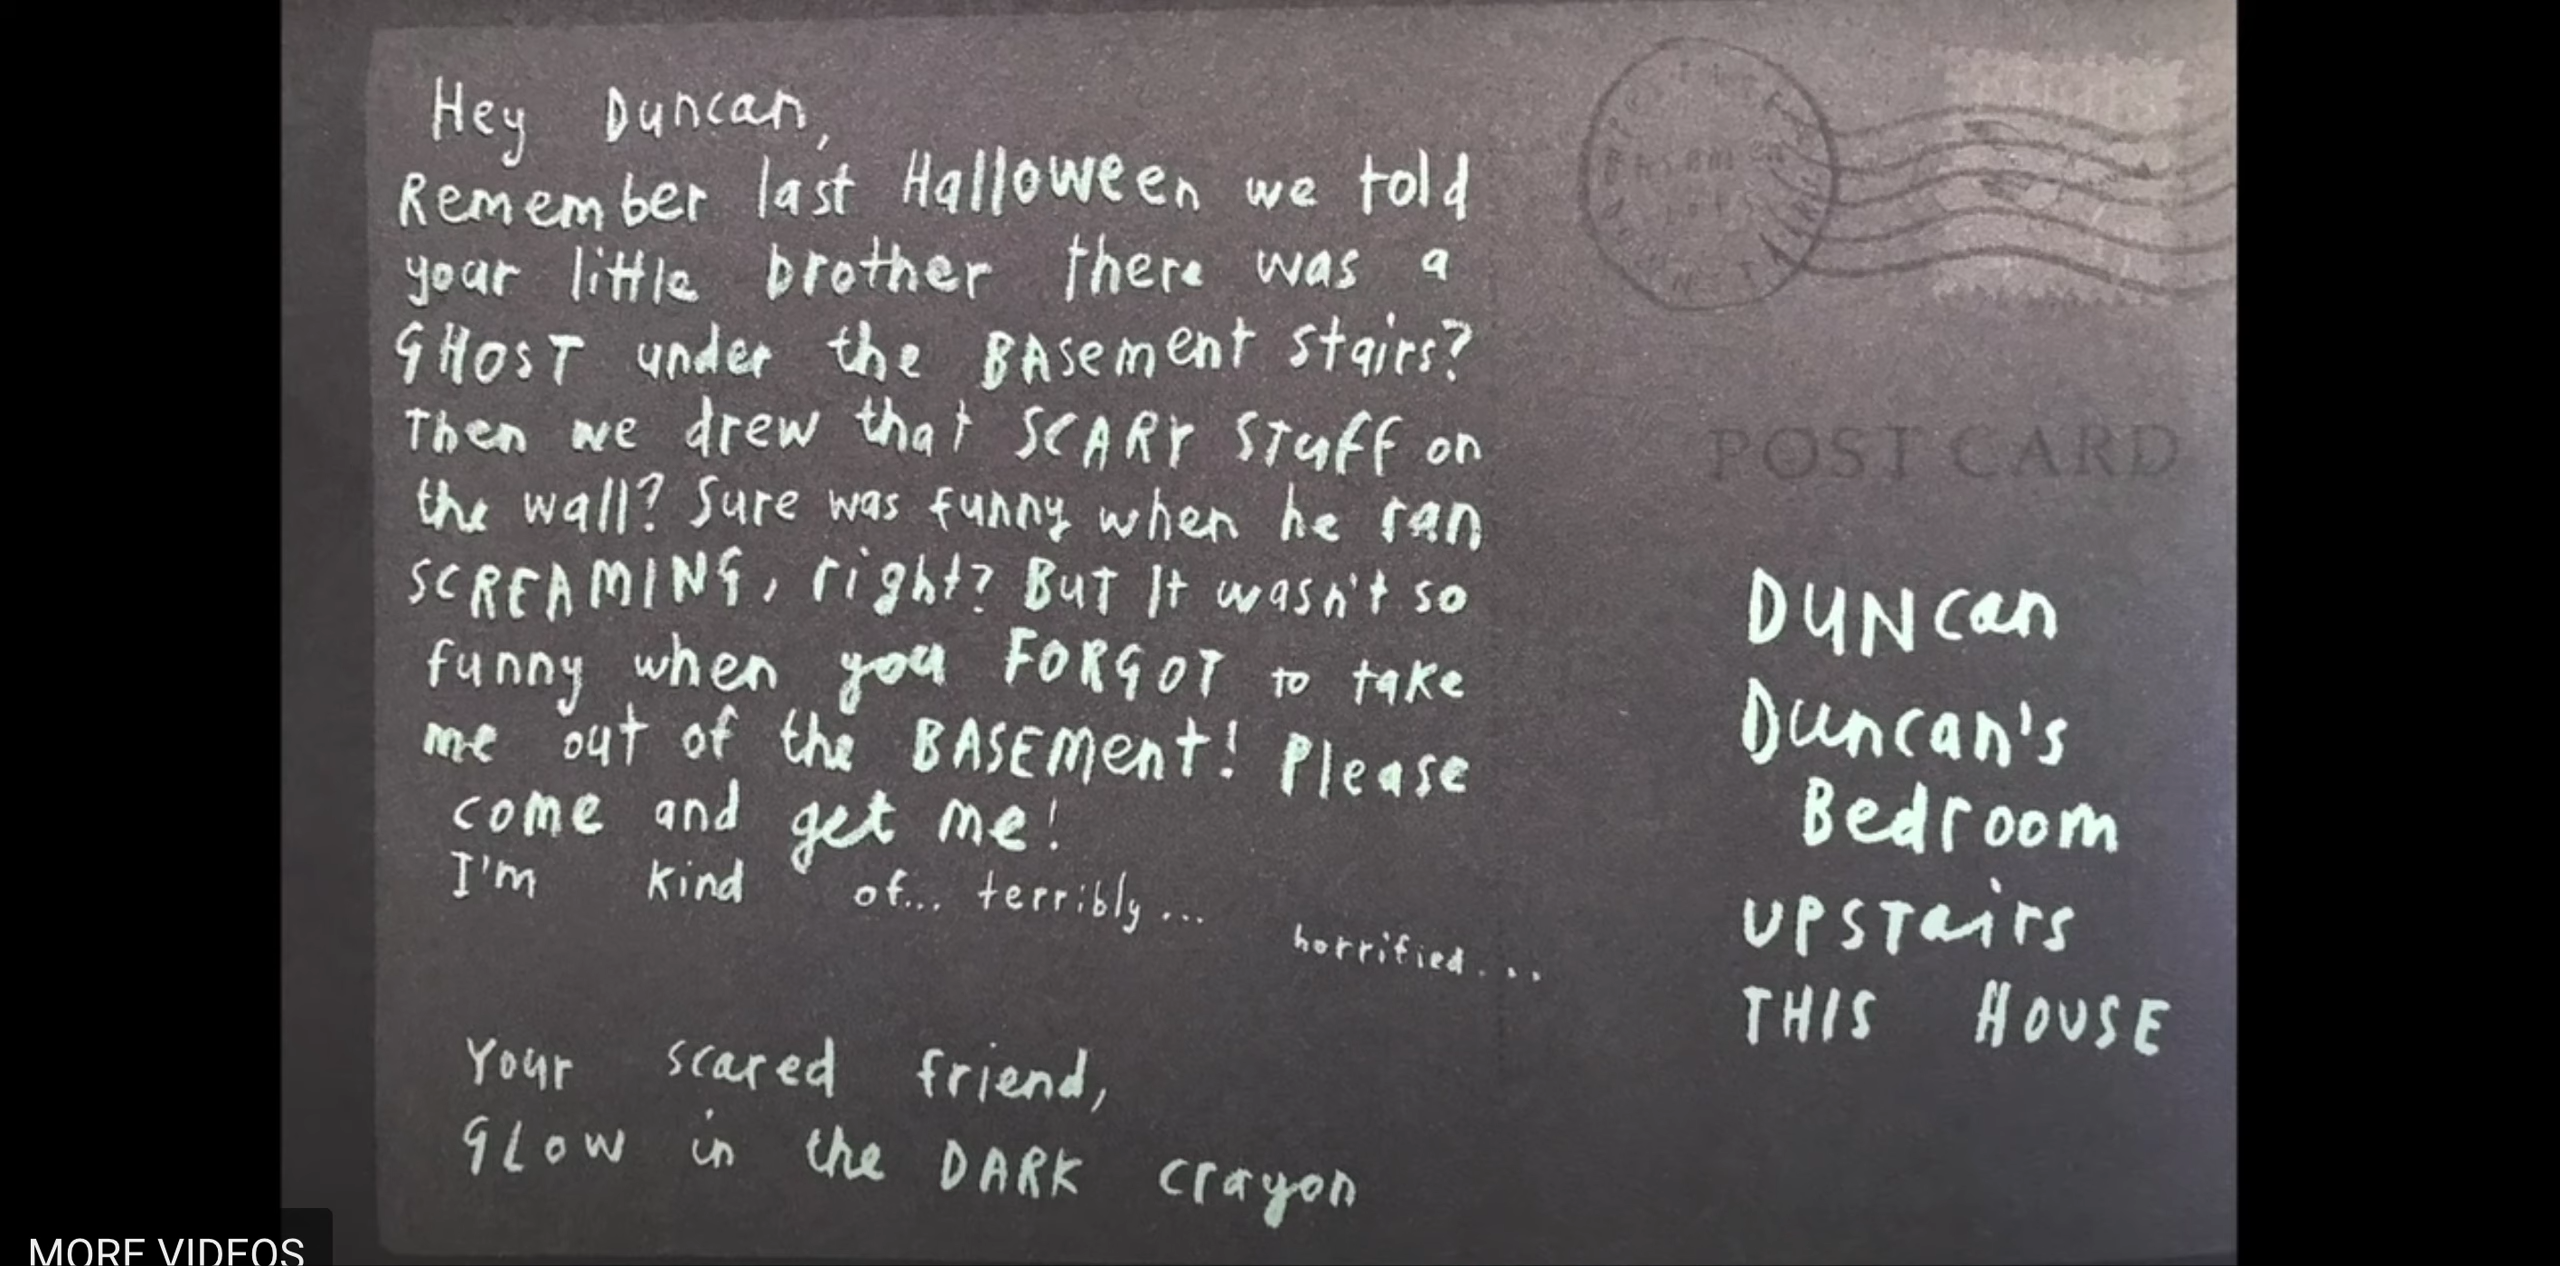 Hey Duncan,
Remember last Halloween we told
your little brother there was a
GHOST under the BAsement stairs?
Then we drew that SCARY STuff on
the wall? Sure was funny when he ran
SCREAMING, right? BuT It wasn't so
funny when you FORGOT to take
me out of the BASEMent! Please
come and get me!
I'm kind of... terribly...
horrified....
Your scared friend,
GLOW in the DARK crayon
POST CARD
DUNcan
Duncan's
Bedroom
UPSTairs
THIS HOUSE
MORE VIDEOS